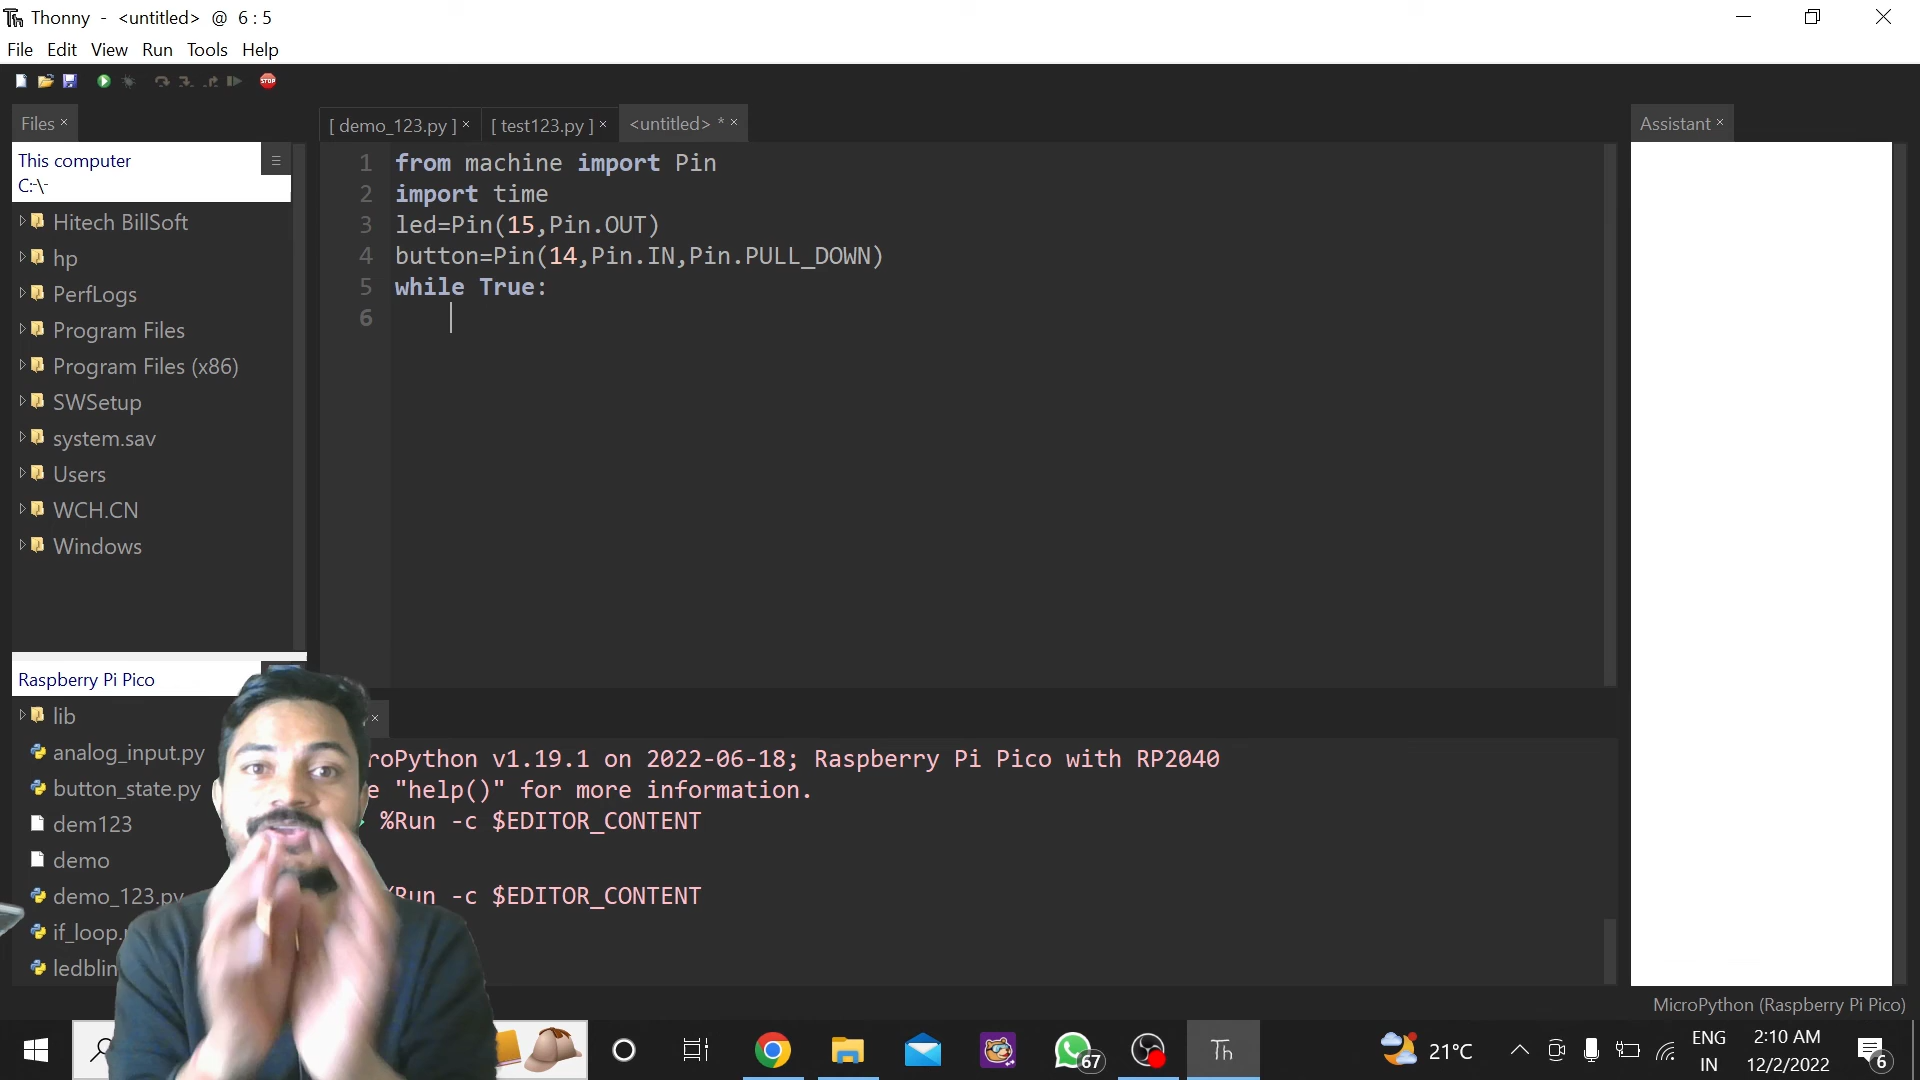 Thonny - <untitled> @ 6 : 5
File Edit View Run Tools Help
STOP
Files ×
[ demo_123.py ] × [ test123.py ] × <untitled> * ×
Assistant ×
This computer
C:\
Hitech BillSoft
hp
PerfLogs
Program Files
Program Files (x86)
SWSetup
system.sav
Users
WCH.CN
Windows
1 from machine import Pin
2 import time
3 led=Pin(15,Pin.OUT)
4 button=Pin(14,Pin.IN,Pin.PULL_DOWN)
5 while True:
6
Raspberry Pi Pico
lib
analog_input.py
button_state.py
dem123
demo
demo_123.py
if_loop.
ledblin
roPython v1.19.1 on 2022-06-18; Raspberry Pi Pico with RP2040
e "help()" for more information.
%Run -c $EDITOR_CONTENT
%Run -c $EDITOR_CONTENT
MicroPython (Raspberry Pi Pico)
67
Th
21°C
ENG
IN
2:10 AM
12/2/2022
6